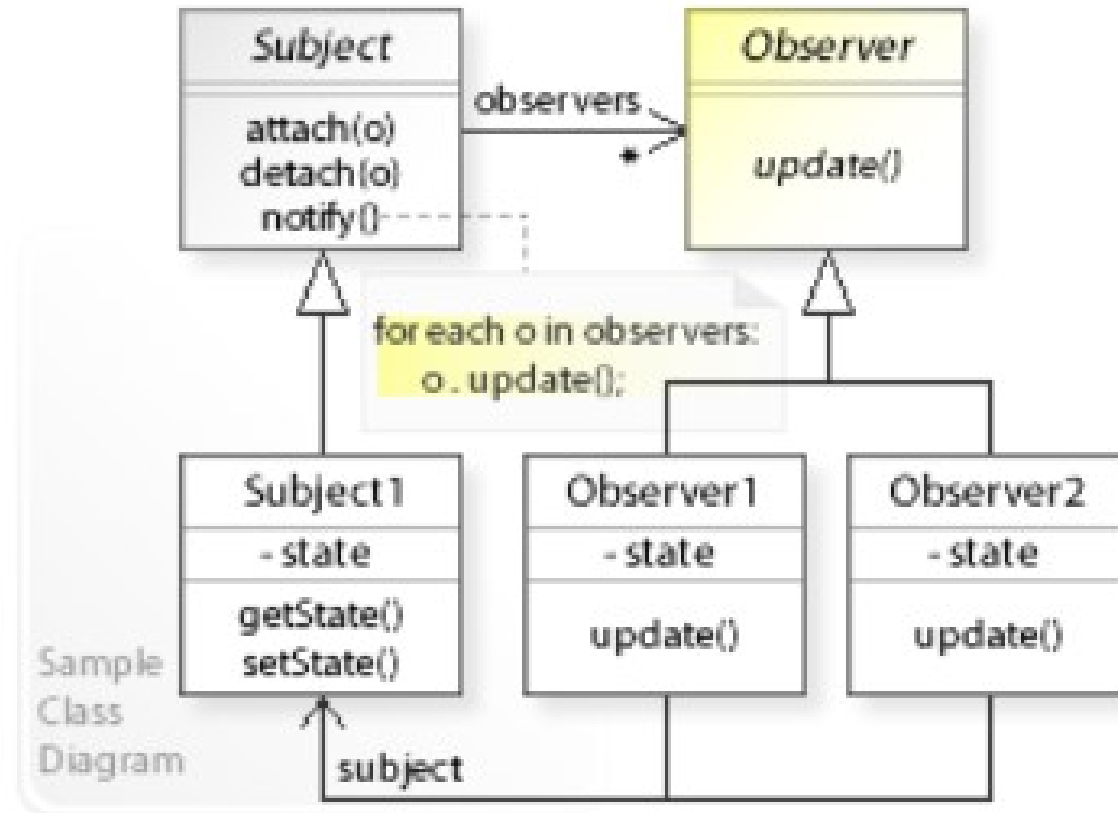 Subject
attach(o)
detach(o)
notify()
observers
*
Observer
update()
for each o in observers:
o . update();
Subject1
- state
getState()
setState()
Observer1
- state
update()
Observer2
- state
update()
subject
Sample
Class
Diagram